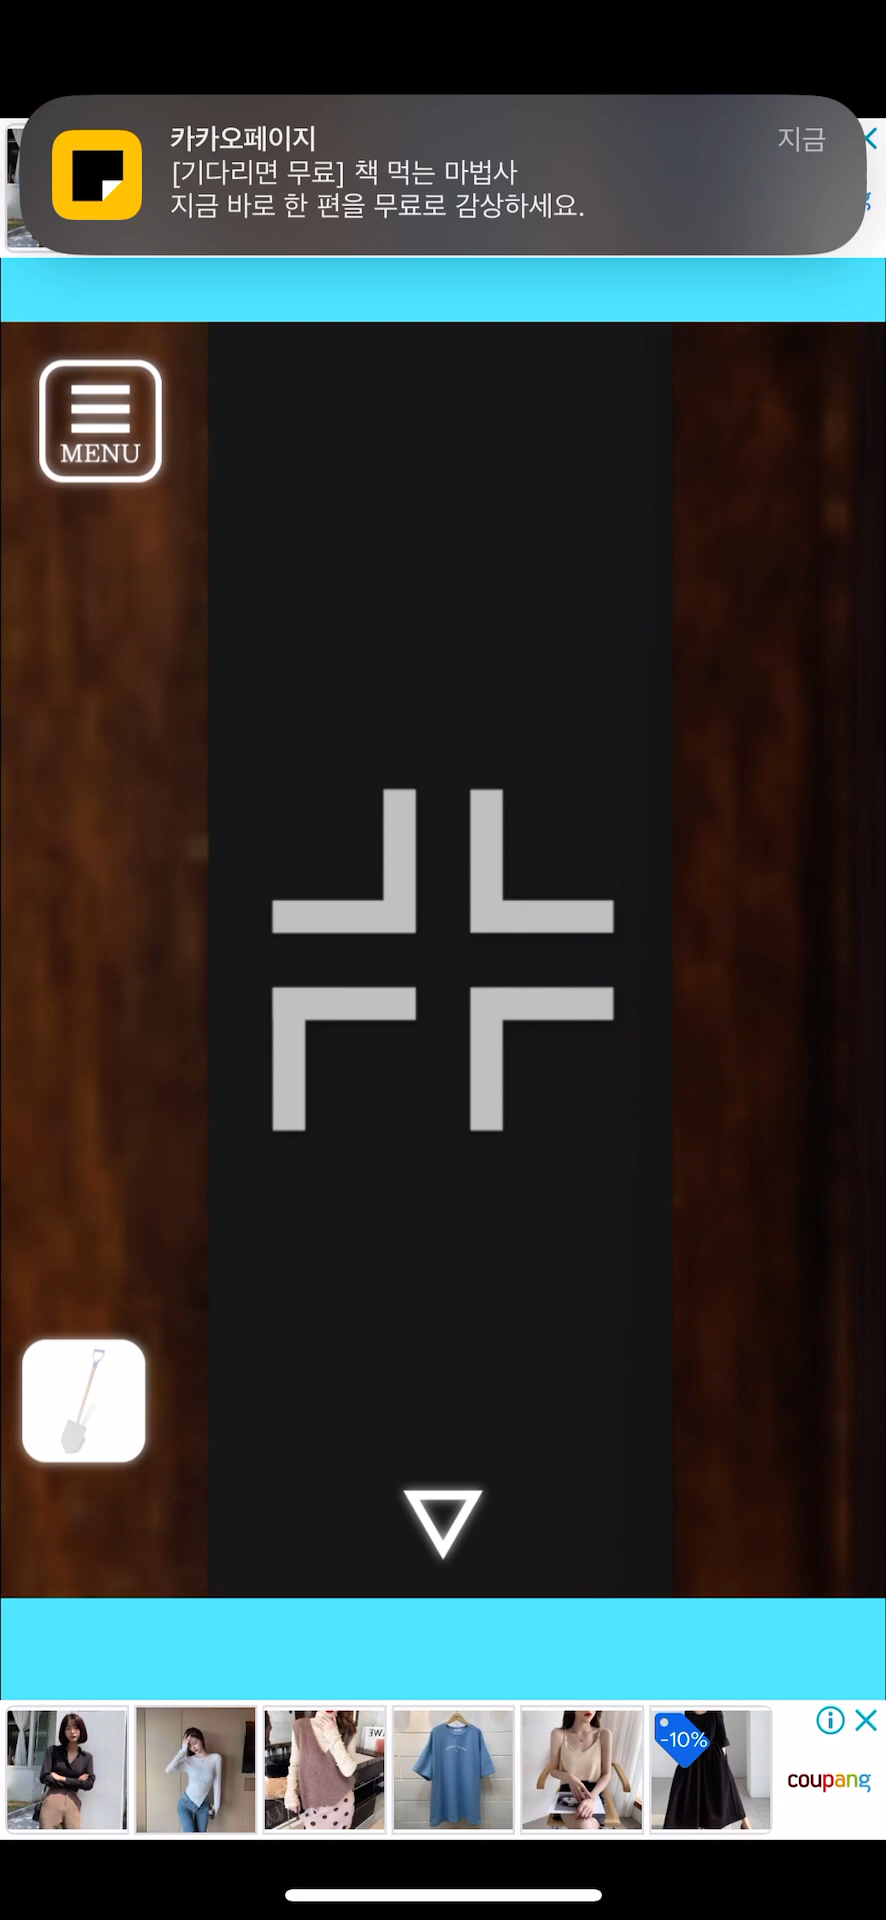 카카오페이지
지금
[기다리면 무료] 책 먹는 마법사
지금 바로 한 편을 무료로 감상하세요.
MENU
-10%
coupang